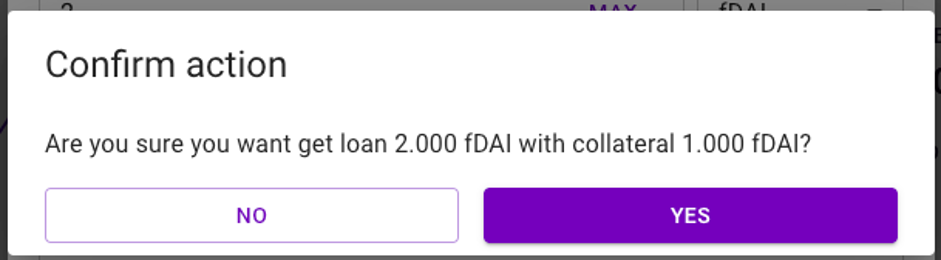 2 MAX fDAI
Confirm action
Are you sure you want get loan 2.000 fDAI with collateral 1.000 fDAI?
NO YES